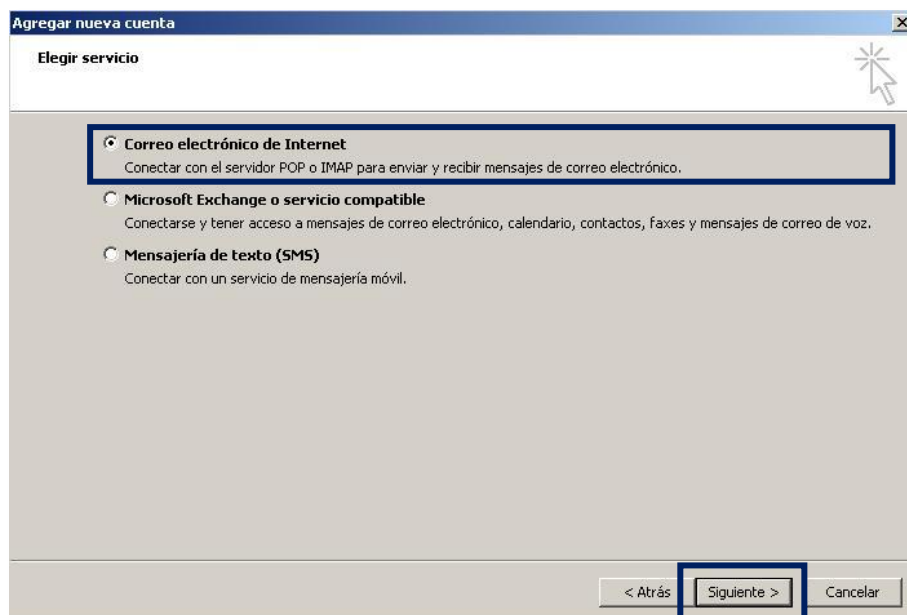 Agregar nueva cuenta
Elegir servicio
Correo electrónico de Internet
Conectar con el servidor POP o IMAP para enviar y recibir mensajes de correo electrónico.
Microsoft Exchange o servicio compatible
Conectarse y tener acceso a mensajes de correo electrónico, calendario, contactos, faxes y mensajes de correo de voz.
Mensajería de texto (SMS)
Conectar con un servicio de mensajería móvil.
< Atrás Siguiente > Cancelar